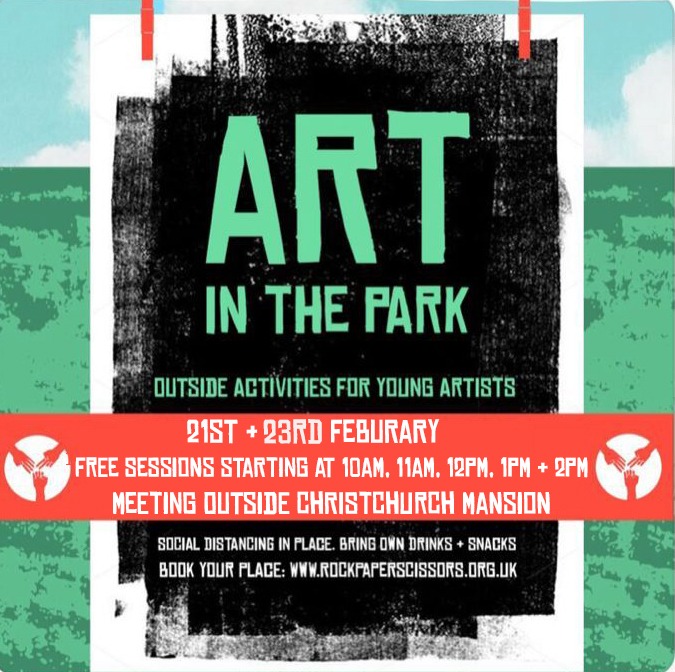 ART
IN THE PARK
OUTSIDE ACTIVITIES FOR YOUNG ARTISTS
21ST + 23RD FEBURARY
FREE SESSIONS STARTING AT 10AM, 11AM, 12PM, 1PM + 2PM
MEETING OUTSIDE CHRISTCHURCH MANSION
SOCIAL DISTANCING IN PLACE. BRING OWN DRINKS + SNACKS
BOOK YOUR PLACE: WWW.ROCKPAPERSCISSORS.ORG.UK